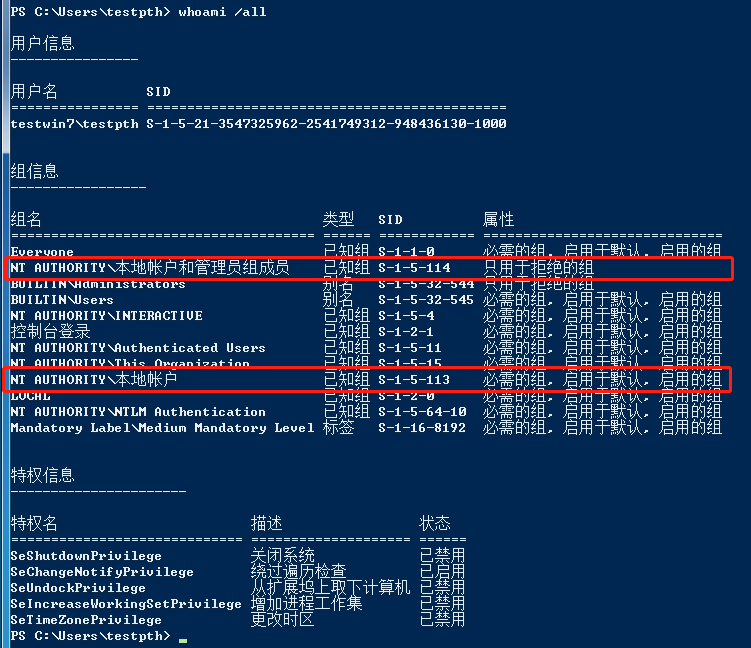 PS C:\Users\testpth> whoami /all
用户信息
----------------
用户名 SID
================ =============================================
testwin7\testpth S-1-5-21-3547325962-2541749312-948436130-1000
组信息
-----------------
组名 类型 SID 属性
====================================== ====== ============ ==============================
Everyone 已知组 S-1-1-0 必需的组, 启用于默认, 启用的组
NT AUTHORITY\本地帐户和管理员组成员 已知组 S-1-5-114 只用于拒绝的组
BUILTIN\Administrators 别名 S-1-5-32-544 只用于拒绝的组
BUILTIN\Users 别名 S-1-5-32-545 必需的组, 启用于默认, 启用的组
NT AUTHORITY\INTERACTIVE 已知组 S-1-5-4 必需的组, 启用于默认, 启用的组
控制台登录 已知组 S-1-2-1 必需的组, 启用于默认, 启用的组
NT AUTHORITY\Authenticated Users 已知组 S-1-5-11 必需的组, 启用于默认, 启用的组
NT AUTHORITY\This Organization 已知组 S-1-5-15 必需的组, 启用于默认, 启用的组
NT AUTHORITY\本地帐户 已知组 S-1-5-113 必需的组, 启用于默认, 启用的组
LOCAL 已知组 S-1-2-0 必需的组, 启用于默认, 启用的组
NT AUTHORITY\NTLM Authentication 已知组 S-1-5-64-10 必需的组, 启用于默认, 启用的组
Mandatory Label\Medium Mandatory Level 标签 S-1-16-8192 必需的组, 启用于默认, 启用的组
特权信息
----------------------
特权名 描述 状态
============================= ==================== ======
SeShutdownPrivilege 关闭系统 已禁用
SeChangeNotifyPrivilege 绕过遍历检查 已启用
SeUndockPrivilege 从扩展坞上取下计算机 已禁用
SeIncreaseWorkingSetPrivilege 增加进程工作集 已禁用
SeTimeZonePrivilege 更改时区 已禁用
PS C:\Users\testpth>